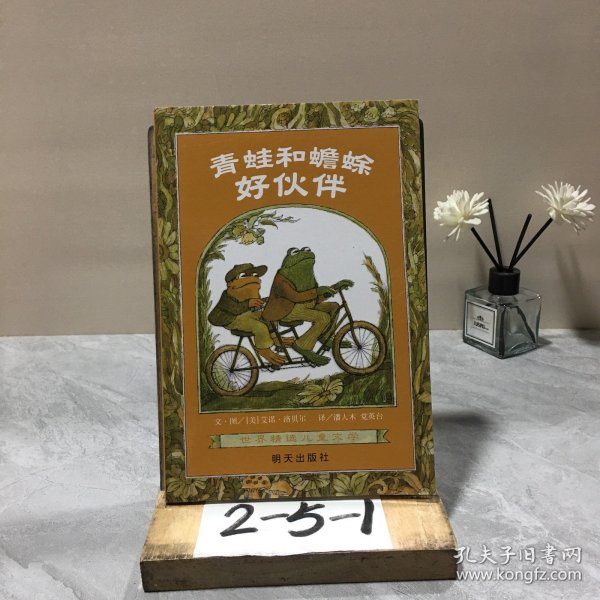 青蛙和蟾蜍
好伙伴
文·图/[美]艾诺·洛贝尔 译/潘人木 党英台
世界精选儿童文学
明天出版社
2-5-1
孔夫子旧书网
www.kongfz.com